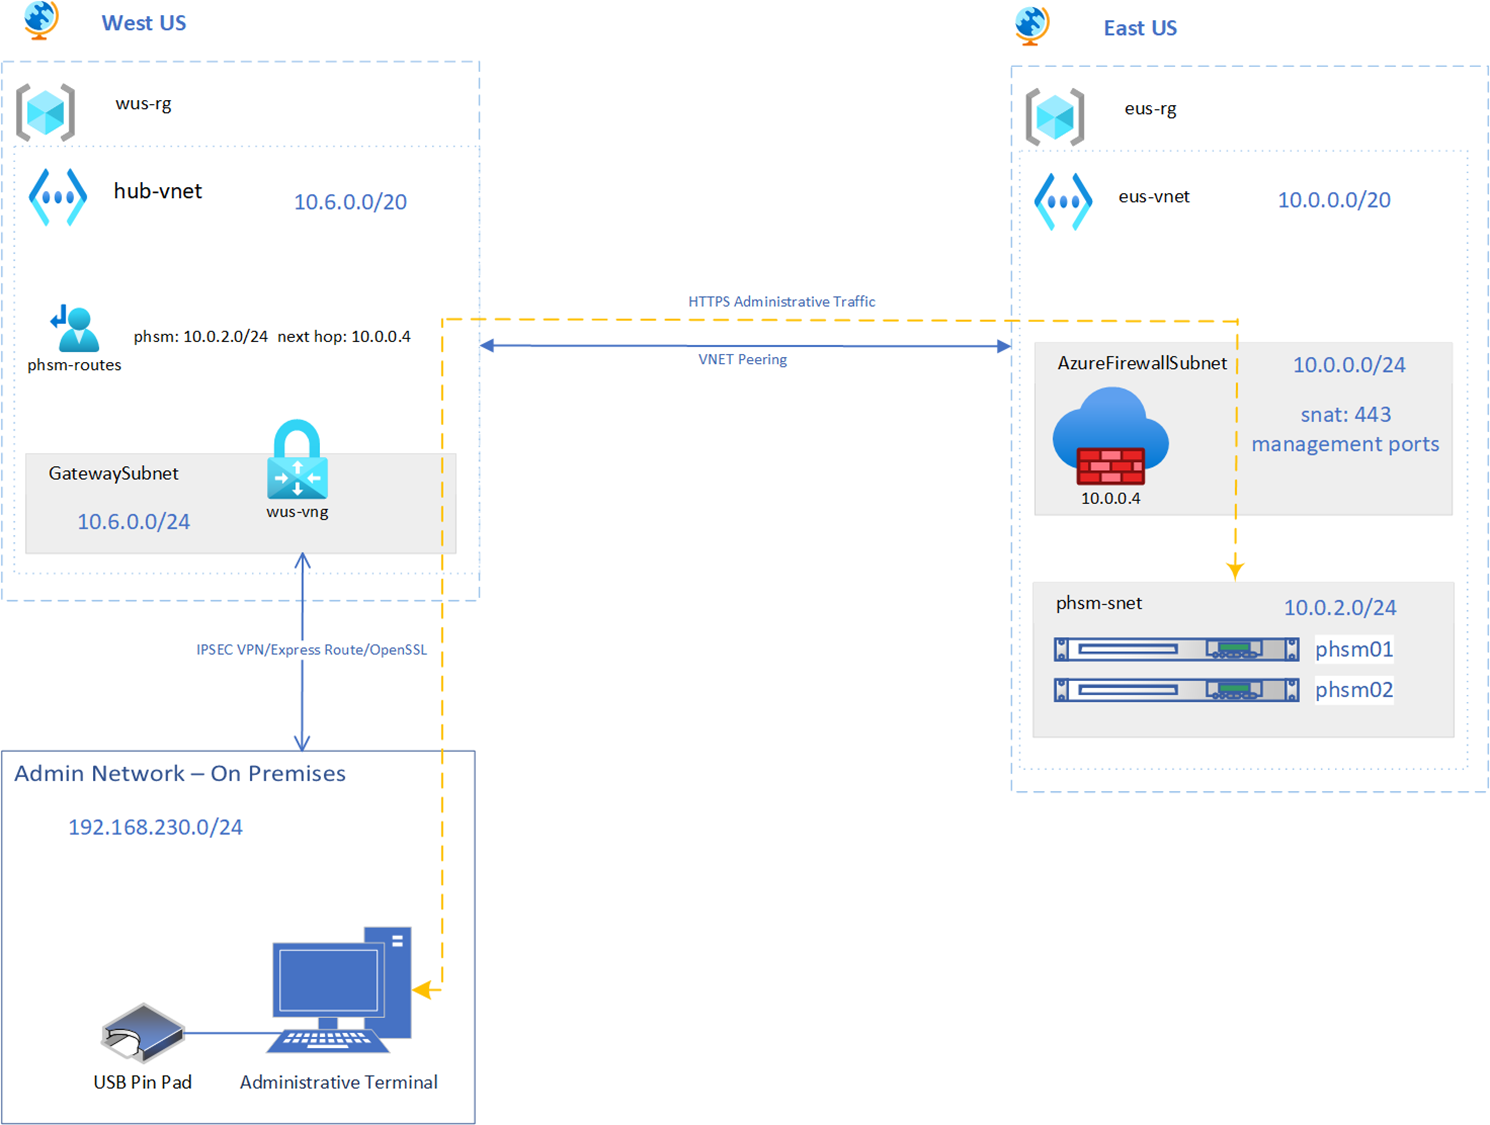 West US
wus-rg
hub-vnet
10.6.0.0/20
phsm: 10.0.2.0/24 next hop: 10.0.0.4
phsm-routes
GatewaySubnet
10.6.0.0/24
wus-vng
IPSEC VPN/Express Route/OpenSSL
Admin Network – On Premises
192.168.230.0/24
USB Pin Pad
Administrative Terminal
HTTPS Administrative Traffic
VNET Peering
East US
eus-rg
eus-vnet
10.0.0.0/20
AzureFirewallSubnet
10.0.0.0/24
snat: 443
management ports
10.0.0.4
phsm-snet
10.0.2.0/24
phsm01
phsm02